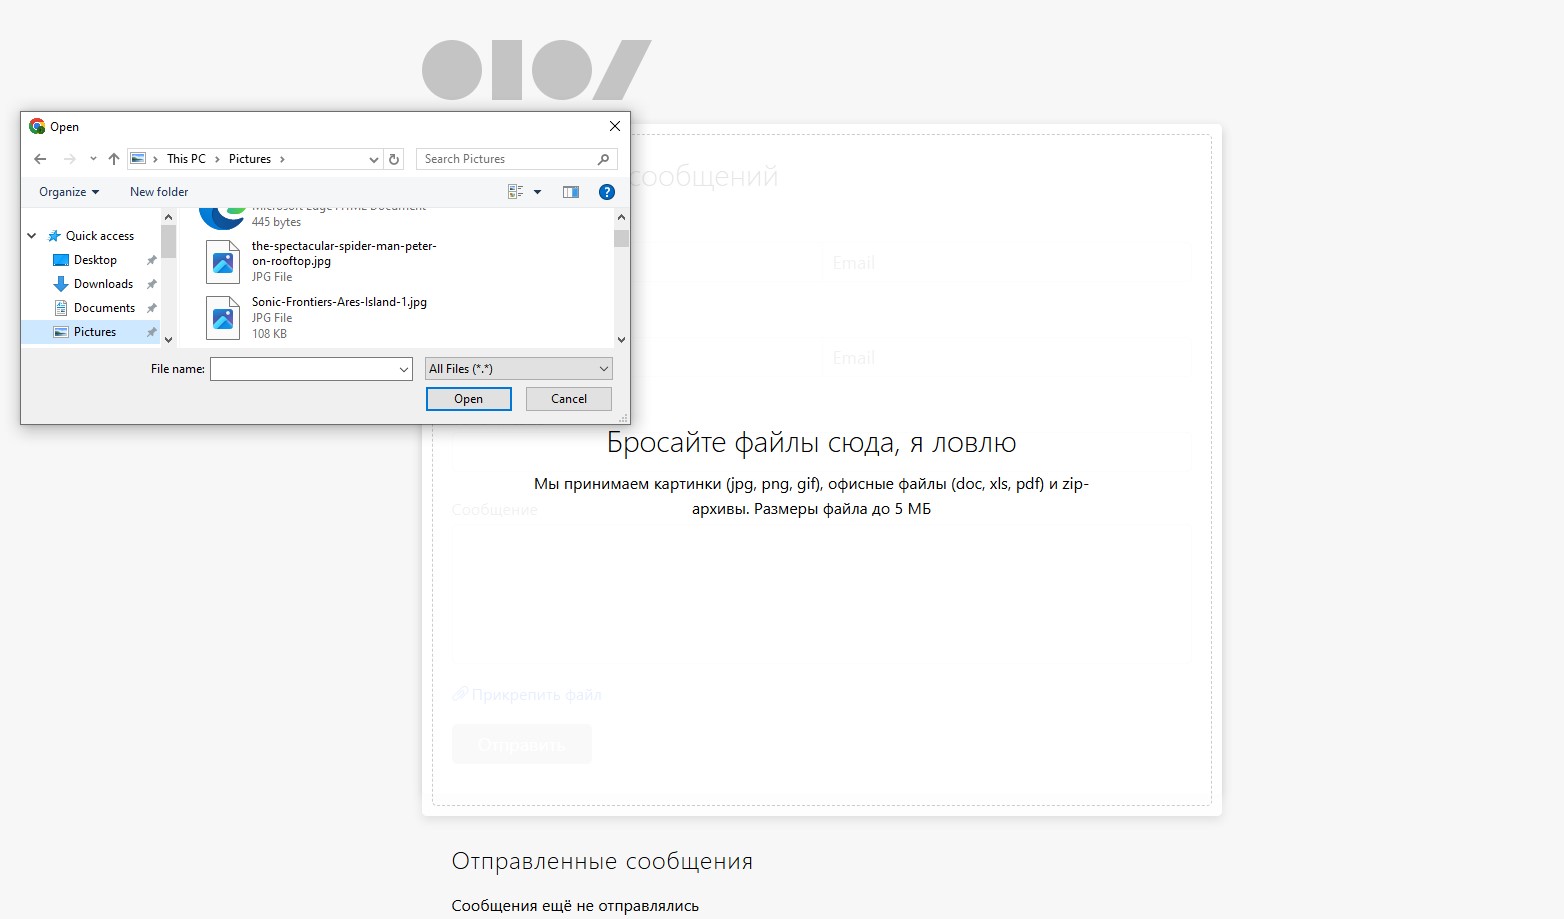 Open
This PC
Pictures
Search Pictures
Organize
New folder
Microsoft Edge HTML Document
445 bytes
Quick access
Desktop
Downloads
Documents
Pictures
the-spectacular-spider-man-peter-
on-rooftop.jpg
JPG File
Sonic-Frontiers-Ares-Island-1.jpg
JPG File
108 KB
File name:
All Files (*.*)
Open
Cancel
сообщений
Email
Email
Бросайте файлы сюда, я ловлю
Мы принимаем картинки (jpg, png, gif), офисные файлы (doc, xls, pdf) и zip-
архивы. Размеры файла до 5 МБ
Сообщение
Прикрепить файл
Отправить
Отправленные сообщения
Сообщения ещё не отправлялись